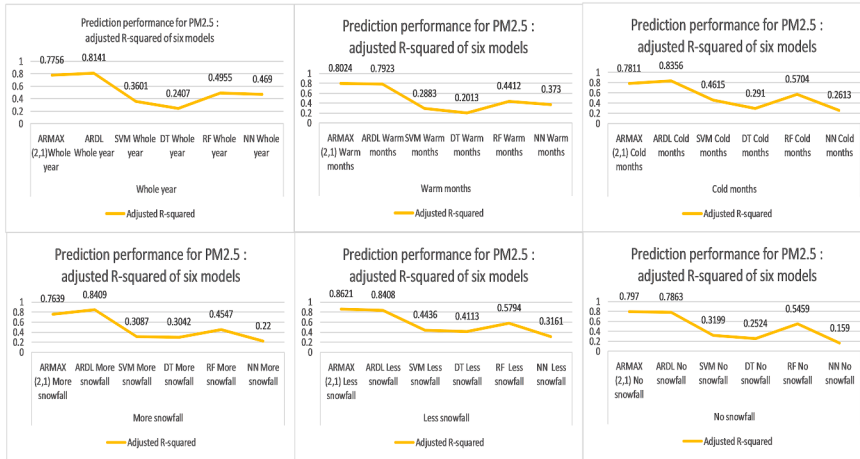 Prediction performance for PM2.5 :
adjusted R-squared of six models
1
0.8
0.6
0.4
0.2
0
0.7756
0.8141
0.3601
0.2407
0.4955
0.469
ARMAX
(2,1)Whole
year
ARDL
Whole year
SVM Whole
year
DT Whole
year
RF Whole
year
NN Whole
year
Whole year
Adjusted R-squared
Prediction performance for PM2.5 :
adjusted R-squared of six models
1
0.8
0.6
0.4
0.2
0
0.8024
0.7923
0.2883
0.2013
0.4412
0.373
ARMAX
(2,1) Warm
months
ARDL Warm
months
SVM Warm
months
DT Warm
months
RF Warm
months
NN Warm
months
Warm months
Adjusted R-squared
Prediction performance for PM2.5 :
adjusted R-squared of six models
1
0.8
0.6
0.4
0.2
0
0.7811
0.8356
0.4615
0.291
0.5704
0.2613
ARMAX
(2,1) Cold
months
ARDL Cold
months
SVM Cold
months
DT Cold
months
RF Cold
months
NN Cold
months
Cold months
Adjusted R-squared
Prediction performance for PM2.5 :
adjusted R-squared of six models
1
0.8
0.6
0.4
0.2
0
0.7639
0.8409
0.3087
0.3042
0.4547
0.22
ARMAX
(2,1) More
snowfall
ARDL More
snowfall
SVM More
snowfall
DT More
snowfall
RF More
snowfall
NN More
snowfall
More snowfall
Adjusted R-squared
Prediction performance for PM2.5 :
adjusted R-squared of six models
1
0.8
0.6
0.4
0.2
0
0.8621
0.8408
0.4436
0.4113
0.5794
0.3161
ARMAX
(2,1) Less
snowfall
ARDL Less
snowfall
SVM Less
snowfall
DT Less
snowfall
RF Less
snowfall
NN Less
snowfall
Less snowfall
Adjusted R-squared
Prediction performance for PM2.5 :
adjusted R-squared of six models
1
0.8
0.6
0.4
0.2
0
0.797
0.7863
0.3199
0.2524
0.5459
0.159
ARMAX
(2,1) No
snowfall
ARDL No
snowfall
SVM No
snowfall
DT No
snowfall
RF No
snowfall
NN No
snowfall
No snowfall
Adjusted R-squared